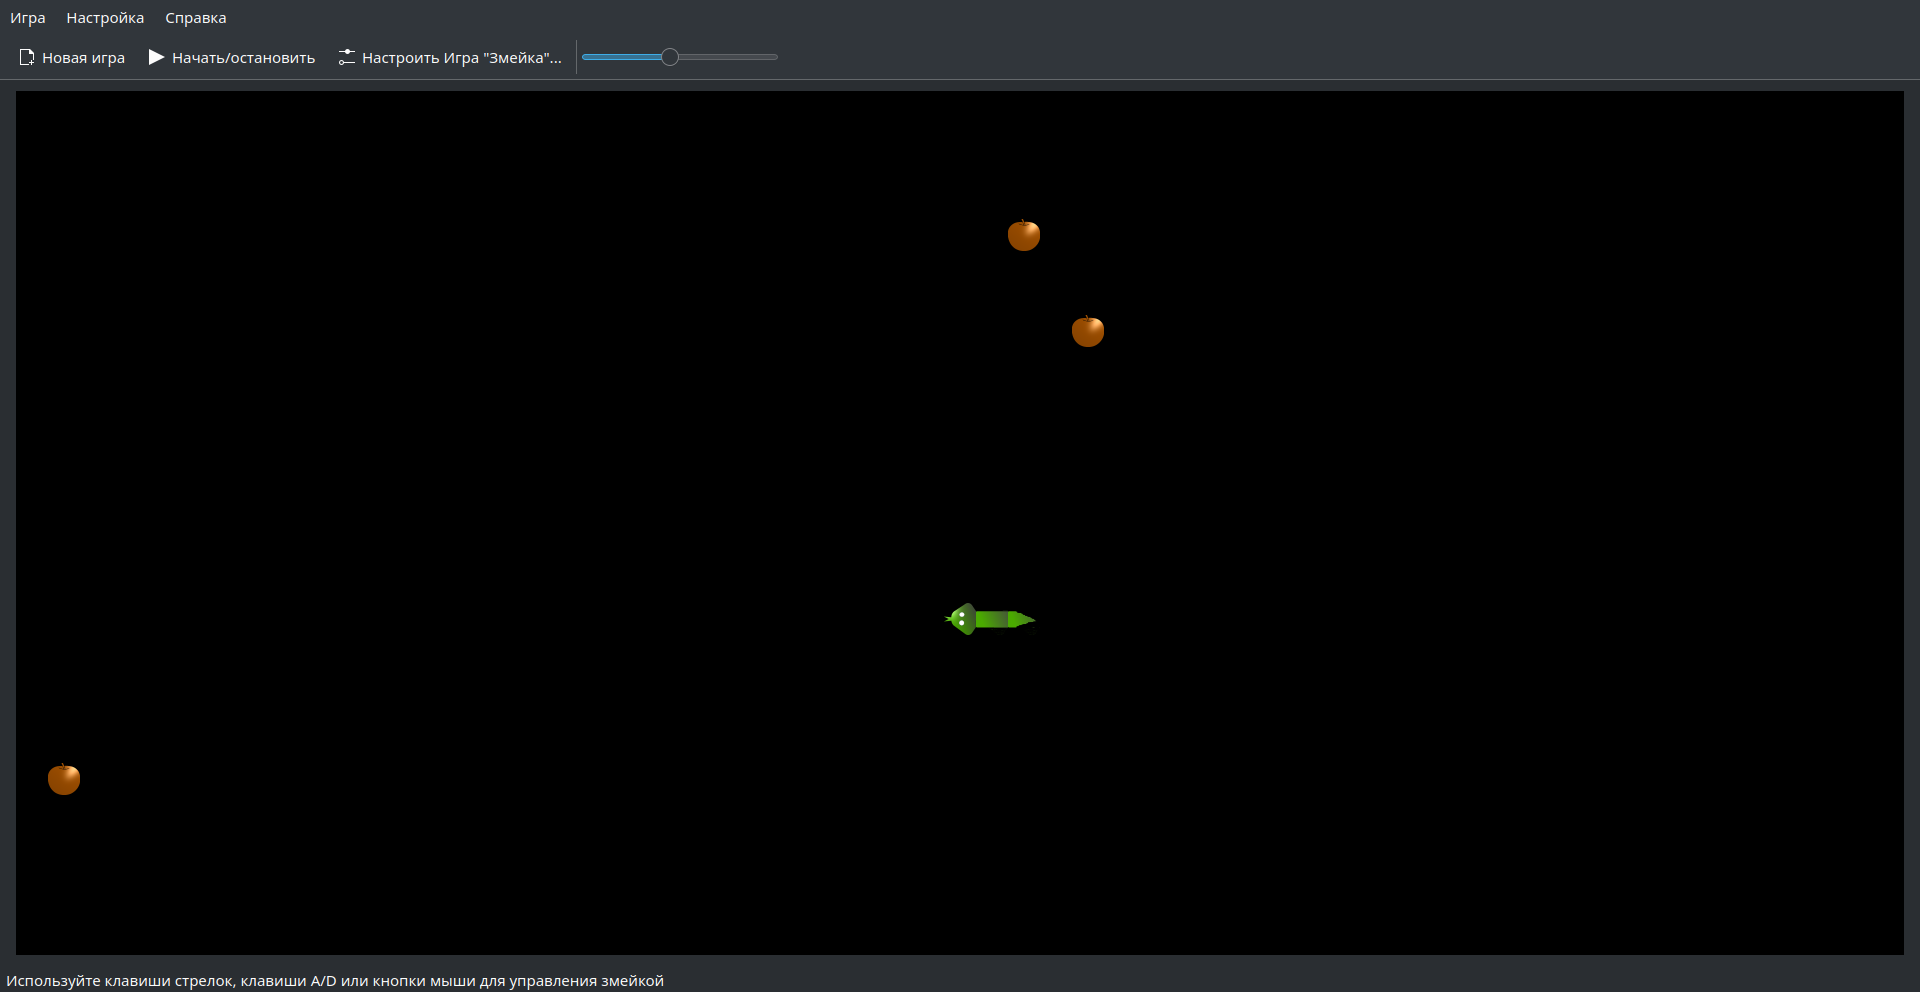 Игра Настройка Справка
Новая игра Начать/остановить Настроить Игра "Змейка"...
Используйте клавиши стрелок, клавиши A/D или кнопки мыши для управления змейкой